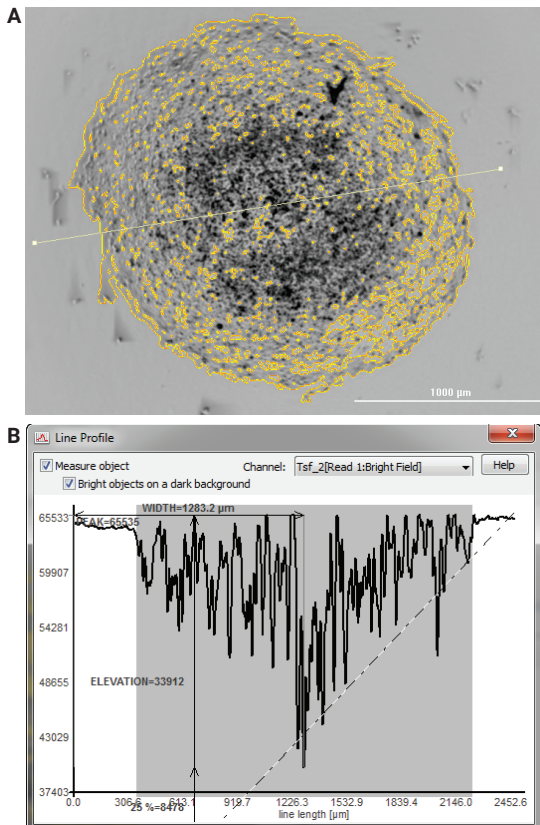 A
1000 µm
B
Line Profile
x
Measure object
Channel: Tsf_2[Read 1:Bright Field]
Help
Bright objects on a dark background
WIDTH=1283.2 µm
65533
PEAK=65535
59907
54281
ELEVATION=33912
48655
43029
37403
25 %=8478
0.0 306.6 613.1 919.7 1226.3 1532.9 1839.4 2146.0 2452.6
line length [µm]